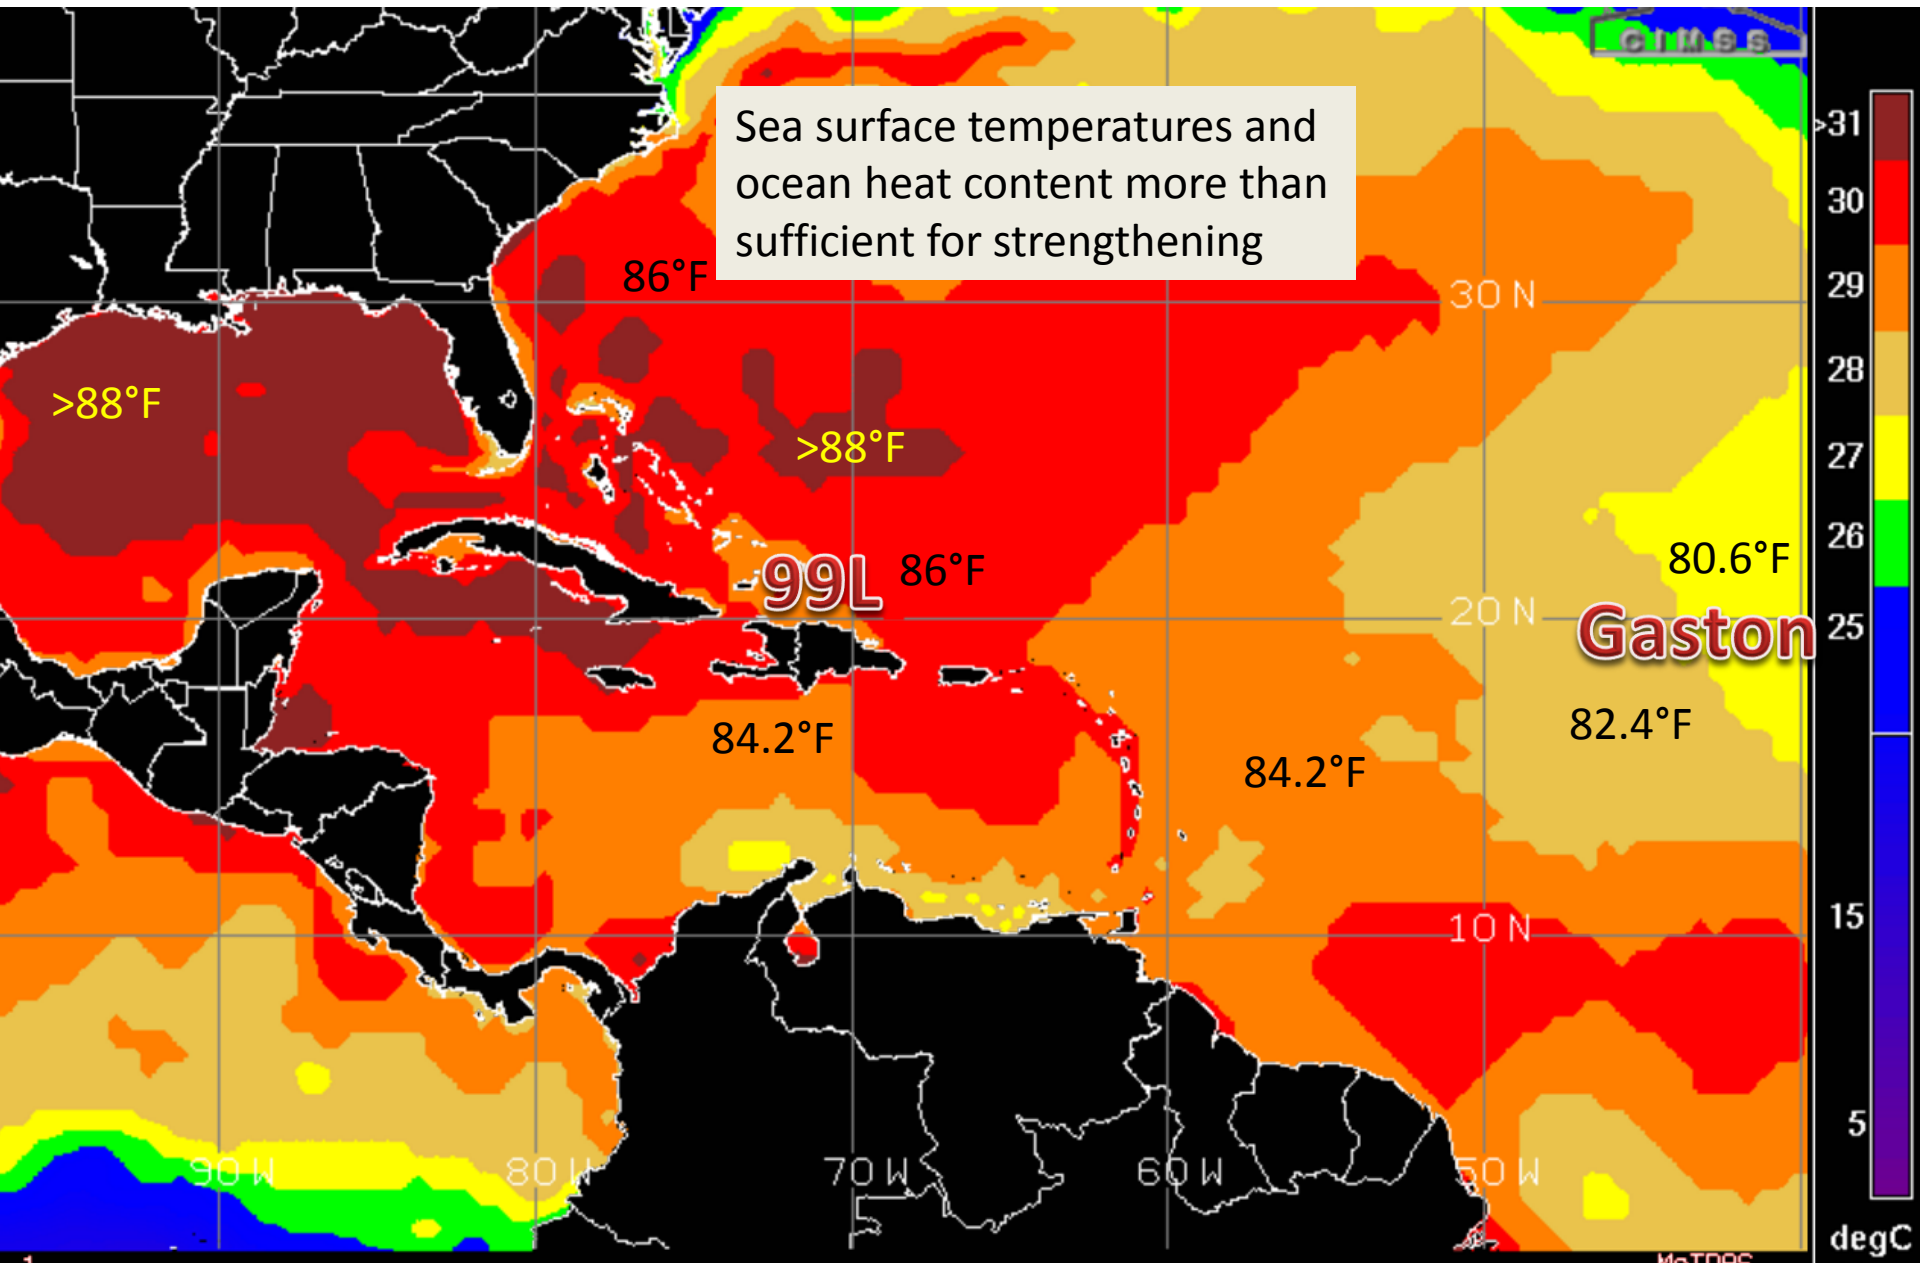 CIMSS
Sea surface temperatures and
ocean heat content more than
sufficient for strengthening
>31
30
29
28
27
26
25
15
5
degC
86°F
30 N
>88°F
>88°F
99L
86°F
80.6°F
20 N
Gaston
84.2°F
82.4°F
84.2°F
10 N
90 W
80 W
70 W
60 W
50 W
1